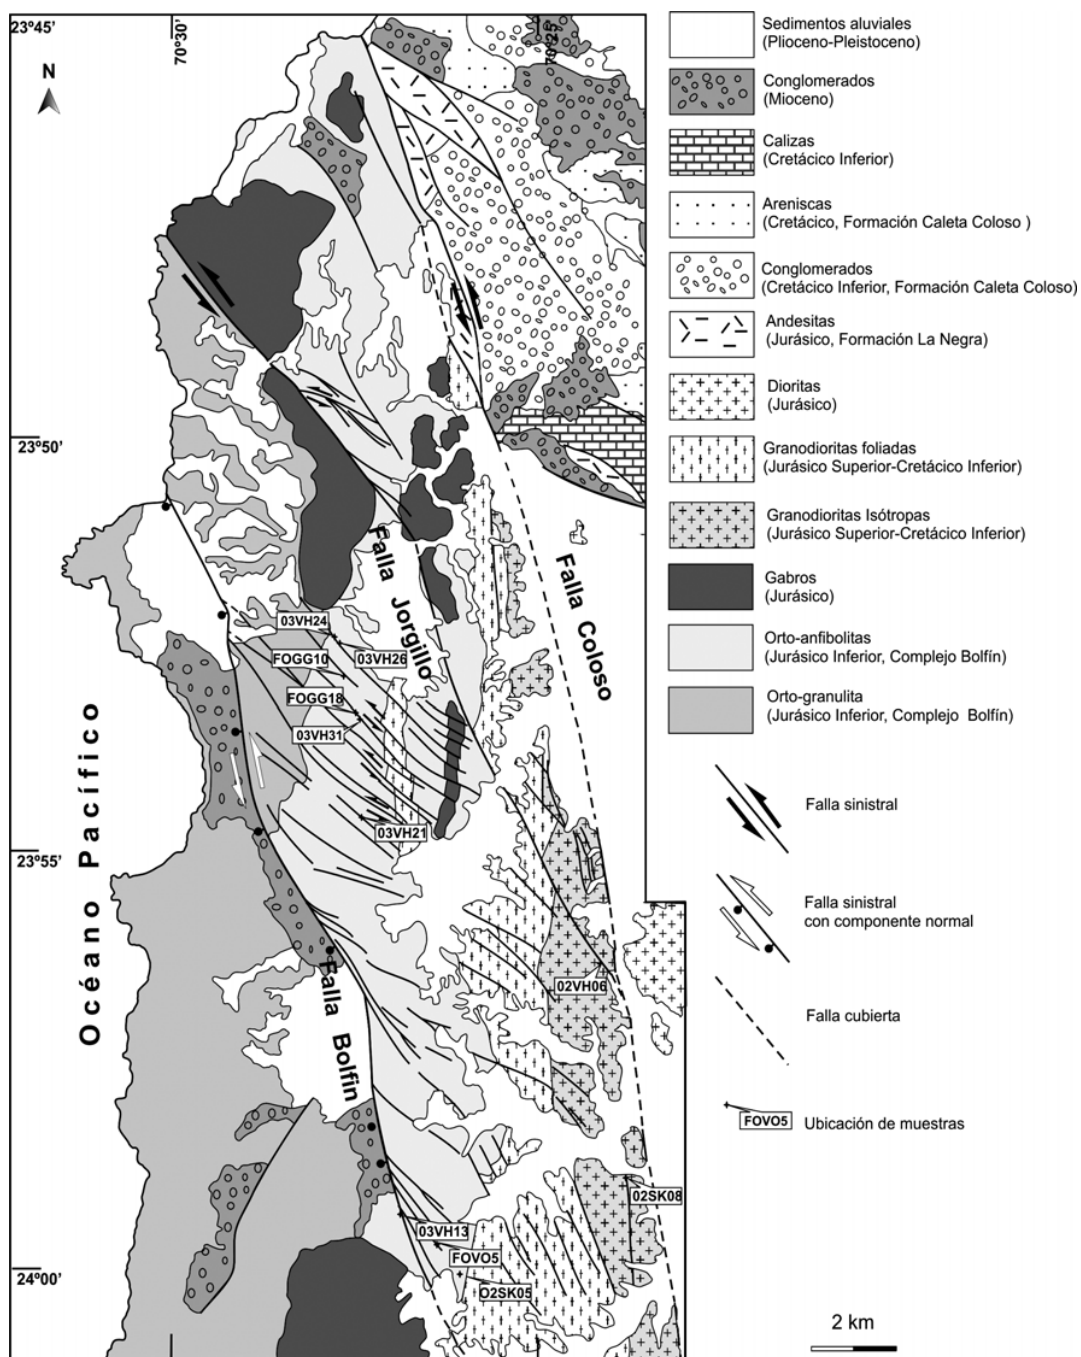 23°45'
70°30'
70°25'
N
23°50'
23°55'
24°00'
Océano Pacífico
Falla Jorgillo
Falla Coloso
Falla Bolfin
03VH24
FOGG10
03VH26
FOGG18
03VH31
03VH21
02VH06
02SK08
03VH13
FOVO5
O2SK05
Sedimentos aluviales
(Plioceno-Pleistoceno)
Conglomerados
(Mioceno)
Calizas
(Cretácico Inferior)
Areniscas
(Cretácico, Formación Caleta Coloso )
Conglomerados
(Cretácico Inferior, Formación Caleta Coloso)
Andesitas
(Jurásico, Formación La Negra)
Dioritas
(Jurásico)
Granodioritas foliadas
(Jurásico Superior-Cretácico Inferior)
Granodioritas Isótropas
(Jurásico Superior-Cretácico Inferior)
Gabros
(Jurásico)
Orto-anfibolitas
(Jurásico Inferior, Complejo Bolfín)
Orto-granulita
(Jurásico Inferior, Complejo Bolfín)
Falla sinistral
Falla sinistral
con componente normal
Falla cubierta
FOVO5
Ubicación de muestras
2 km